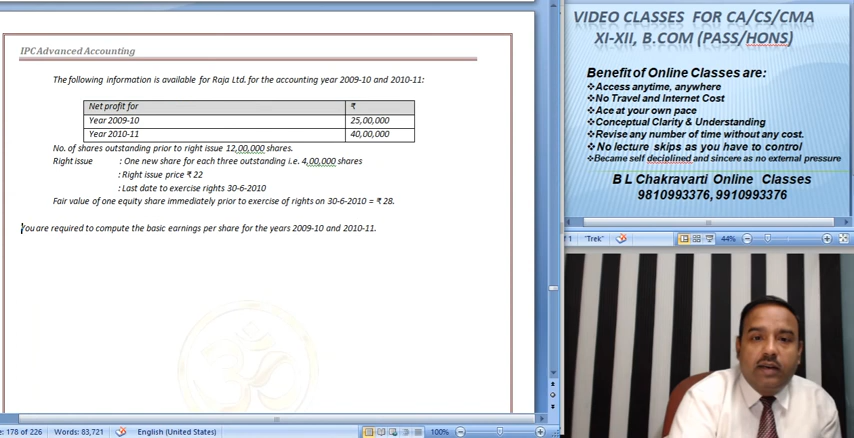 IPCAdvanced Accounting
The following information is available for Raja Ltd. for the accounting year 2009-10 and 2010-11:
Net profit for ₹
Year 2009-10 25,00,000
Year 2010-11 40,00,000
No. of shares outstanding prior to right issue 12,00,000 shares.
Right issue : One new share for each three outstanding i.e. 4,00,000 shares
: Right issue price ₹ 22
: Last date to exercise rights 30-6-2010
Fair value of one equity share immediately prior to exercise of rights on 30-6-2010 = ₹ 28.
You are required to compute the basic earnings per share for the years 2009-10 and 2010-11.
e: 178 of 226 Words: 83,721 English (United States) 100%
VIDEO CLASSES FOR CA/CS/CMA
XI-XII, B.COM (PASS/HONS)
Benefit of Online Classes are:
❖Access anytime, anywhere
❖No Travel and Internet Cost
❖Ace at your own pace
❖Conceptual Clarity & Understanding
❖Revise any number of time without any cost.
❖No lecture skips as you have to control
❖Became self deciplined and sincere as no external pressure
B L Chakravarti Online Classes
9810993376, 9910993376
f 1 "Trek" 44%